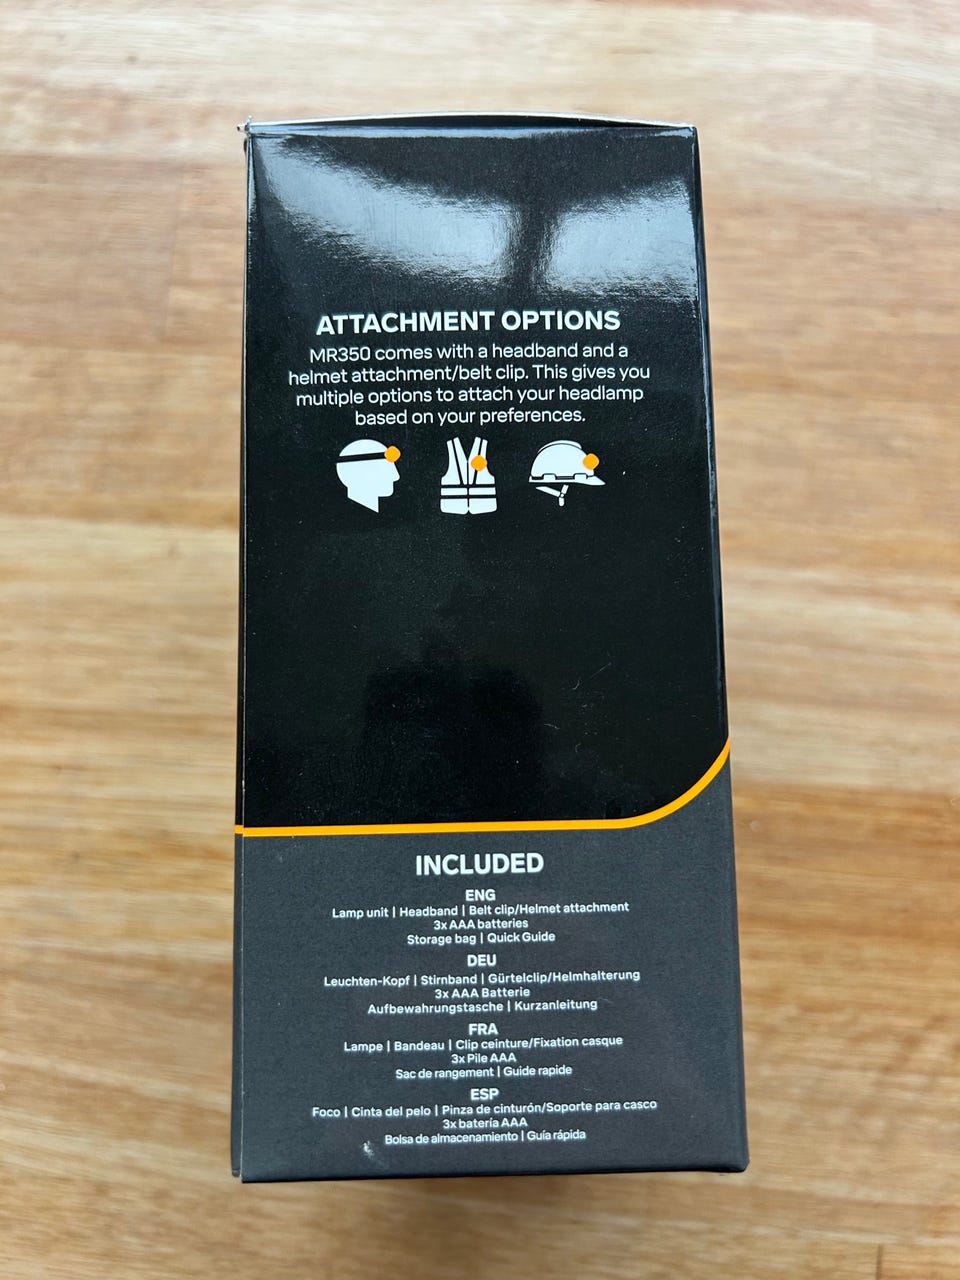 ATTACHMENT OPTIONS
MR350 comes with a headband and a
helmet attachment/belt clip. This gives you
multiple options to attach your headlamp
based on your preferences.
INCLUDED
ENG
Lamp unit | Headband | Belt clip/Helmet attachment
3x AAA batteries
Storage bag | Quick Guide
DEU
Leuchten-Kopf | Stirnband | Gürtelclip/Helmhalterung
3x AAA Batterie
Aufbewahrungstasche | Kurzanleitung
FRA
Lampe | Bandeau | Clip ceinture/Fixation casque
3x Pile AAA
Sac de rangement | Guide rapide
ESP
Foco | Cinta del pelo | Pinza de cinturón/Soporte para casco
3x batería AAA
Bolsa de almacenamiento | Guía rápida